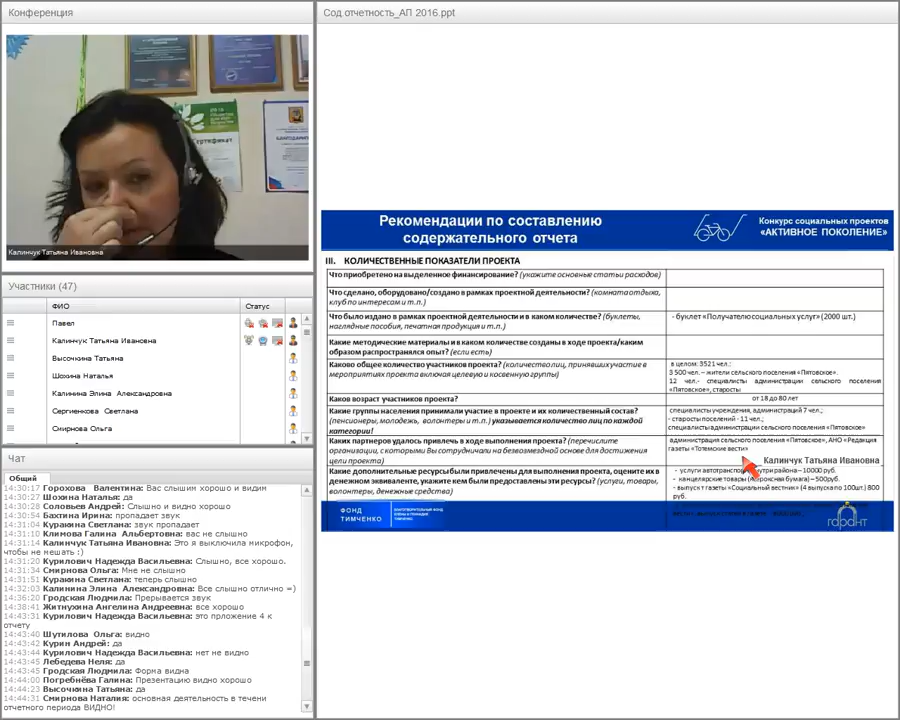 Конференция
Сод.отчетность_АП 2016.ppt
Калинчук Татьяна Ивановна
Участники (47)
ФИО
Статус
Павел
Калинчук Татьяна Ивановна
Высочкина Татьяна
Шохина Наталья
Калинина Элина Александровна
Сергиенкова Светлана
Смирнова Ольга
Чат
Общий
14:30:17 Горохова Валентина: Вас слышим хорошо и видим
14:30:27 Шохина Наталья: да
14:30:28 Соловьев Андрей: Слышно и видно хорошо
14:30:54 Бахтина Ирина: пропадает звук
14:31:04 Куракина Светлана: звук пропадает
14:31:10 Климова Галина Альбертовна: вас не слышно
14:31:14 Калинчук Татьяна Ивановна: Это я выключила микрофон,
чтобы не мешать :)
14:31:20 Курилович Надежда Васильевна: Слышно, все хорошо.
14:31:34 Смирнова Ольга: Мне не слышно
14:31:51 Куракина Светлана: теперь слышно
14:32:03 Калинина Элина Александровна: Все слышно отлично =)
14:36:20 Гродская Людмила: Прерывается звук
14:38:41 Житнухина Ангелина Андреевна: все хорошо
14:43:31 Курилович Надежда Васильевна: это прложение 4 к
отчету
14:43:40 Шутилова Ольга: видно
14:43:42 Курин Андрей: да
14:43:44 Курилович Надежда Васильевна: нет не видно
14:43:45 Лебедева Неля: да
14:43:45 Гродская Людмила: Форма видна
14:44:00 Погребнёва Галина: Презентацию видно хорошо
14:44:23 Высочкина Татьяна: да
14:44:31 Смирнова Наталия: основная деятельность в течени
отчетного периода ВИДНО!
Рекомендации по составлению
содержательного отчета
Конкурс социальных проектов
«АКТИВНОЕ ПОКОЛЕНИЕ»
III. КОЛИЧЕСТВЕННЫЕ ПОКАЗАТЕЛИ ПРОЕКТА
Что приобретено на выделенное финансирование? (укажите основные статьи расходов)
Что сделано, оборудовано/создано в рамках проектной деятельности? (комната отдыха,
клуб по интересам и т.п.)
Что было издано в рамках проектной деятельности и в каком количестве? (буклеты,
наглядные пособия, печатная продукция и т.п.)
- буклет «Получателю социальных услуг» (2000 шт.)
Какие методические материалы и в каком количестве созданы в ходе проекта/каким
образом распространялся опыт? (если есть)
Каково общее количество участников проекта? (количество лиц, принявших участие в
мероприятиях проекта включая целевую и косвенную группы)
в целом: 3521 чел.:
3 500 чел. – жители сельского поселения «Пятовское».
12 чел.- специалисты администрации сельского поселения
«Пятовское», старосты
Каков возраст участников проекта?
от 18 до 80 лет
Какие группы населения принимали участие в проекте и их количественный состав?
(пенсионеры, молодежь, волонтеры и т.п.) указывается количество лиц по каждой
категории!
специалисты учреждения, администраций 7 чел.;
- старосты поселений - 11 чел.;
специалисты администрации сельского поселения «Пятовское»
Каких партнеров удалось привлечь в ходе выполнения проекта? (перечислите
организации, с которыми Вы сотрудничали на безвозмездной основе для достижения
цели проекта)
администрация сельского поселения «Пятовское», АНО «Редакция
газеты «Тотемские вести»
Калинчук Татьяна Ивановна
Какие дополнительные ресурсы были привлечены для выполнения проекта, оцените их в
денежном эквиваленте, укажите кем были предоставлены эти ресурсы? (услуги, товары,
волонтеры, денежные средства)
- услуги автотранспорта внутри района – 10000 руб.
- канцелярские товары (ксероксная бумага) – 500руб.
- выпуск газеты «Социальный вестник» (4 выпуска по 100шт.) 800
руб.
ФОНД
ТИМЧЕНКО
БЛАГОТВОРИТЕЛЬНЫЙ ФОНД
ЕЛЕНЫ И ГЕННАДИЯ
ТИМЧЕНКО
гарант